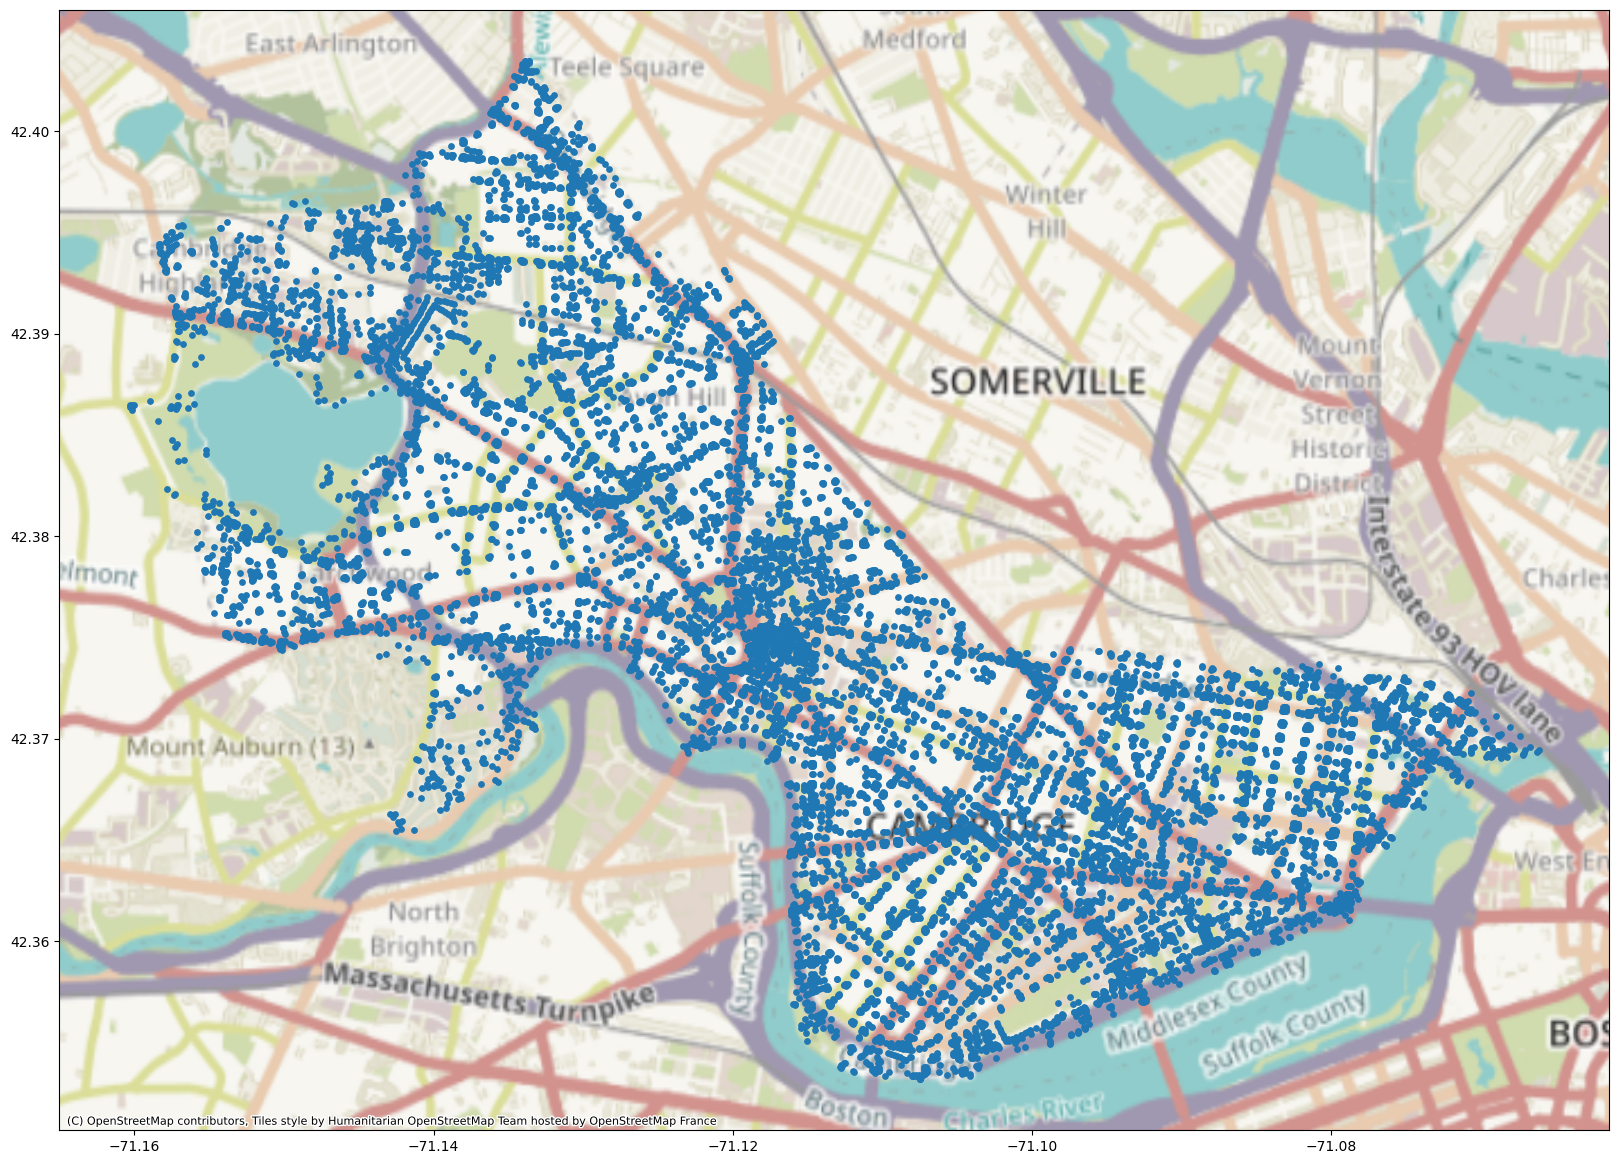 East Arlington
Teele Square
Medford
Winter
Hill
42.40
42.39
42.38
42.37
42.36
SOMERVILLE
Mount
Vernon
Street
Historic
District
Interstate 93 HOV lane
Charles
elmont
Hill
Mount Auburn (13)
CAMBRIDGE
West En
North
Brighton
Suffolk County
Massachusetts Turnpike
Middlesex County
Suffolk County
BOS
Boston
Charles River
(C) OpenStreetMap contributors, Tiles style by Humanitarian OpenStreetMap Team hosted by OpenStreetMap France
−71.16
−71.14
−71.12
−71.10
−71.08